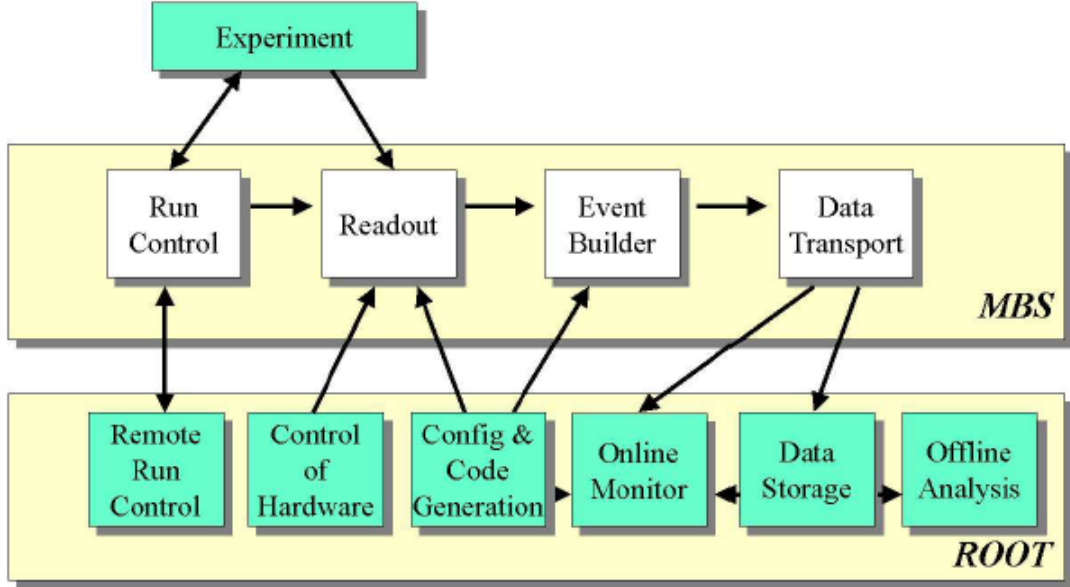 Experiment
Run
Control
Readout
Event
Builder
Data
Transport
MBS
Remote
Run
Control
Control
of
Hardware
Config &
Code
Generation
Online
Monitor
Data
Storage
Offline
Analysis
ROOT